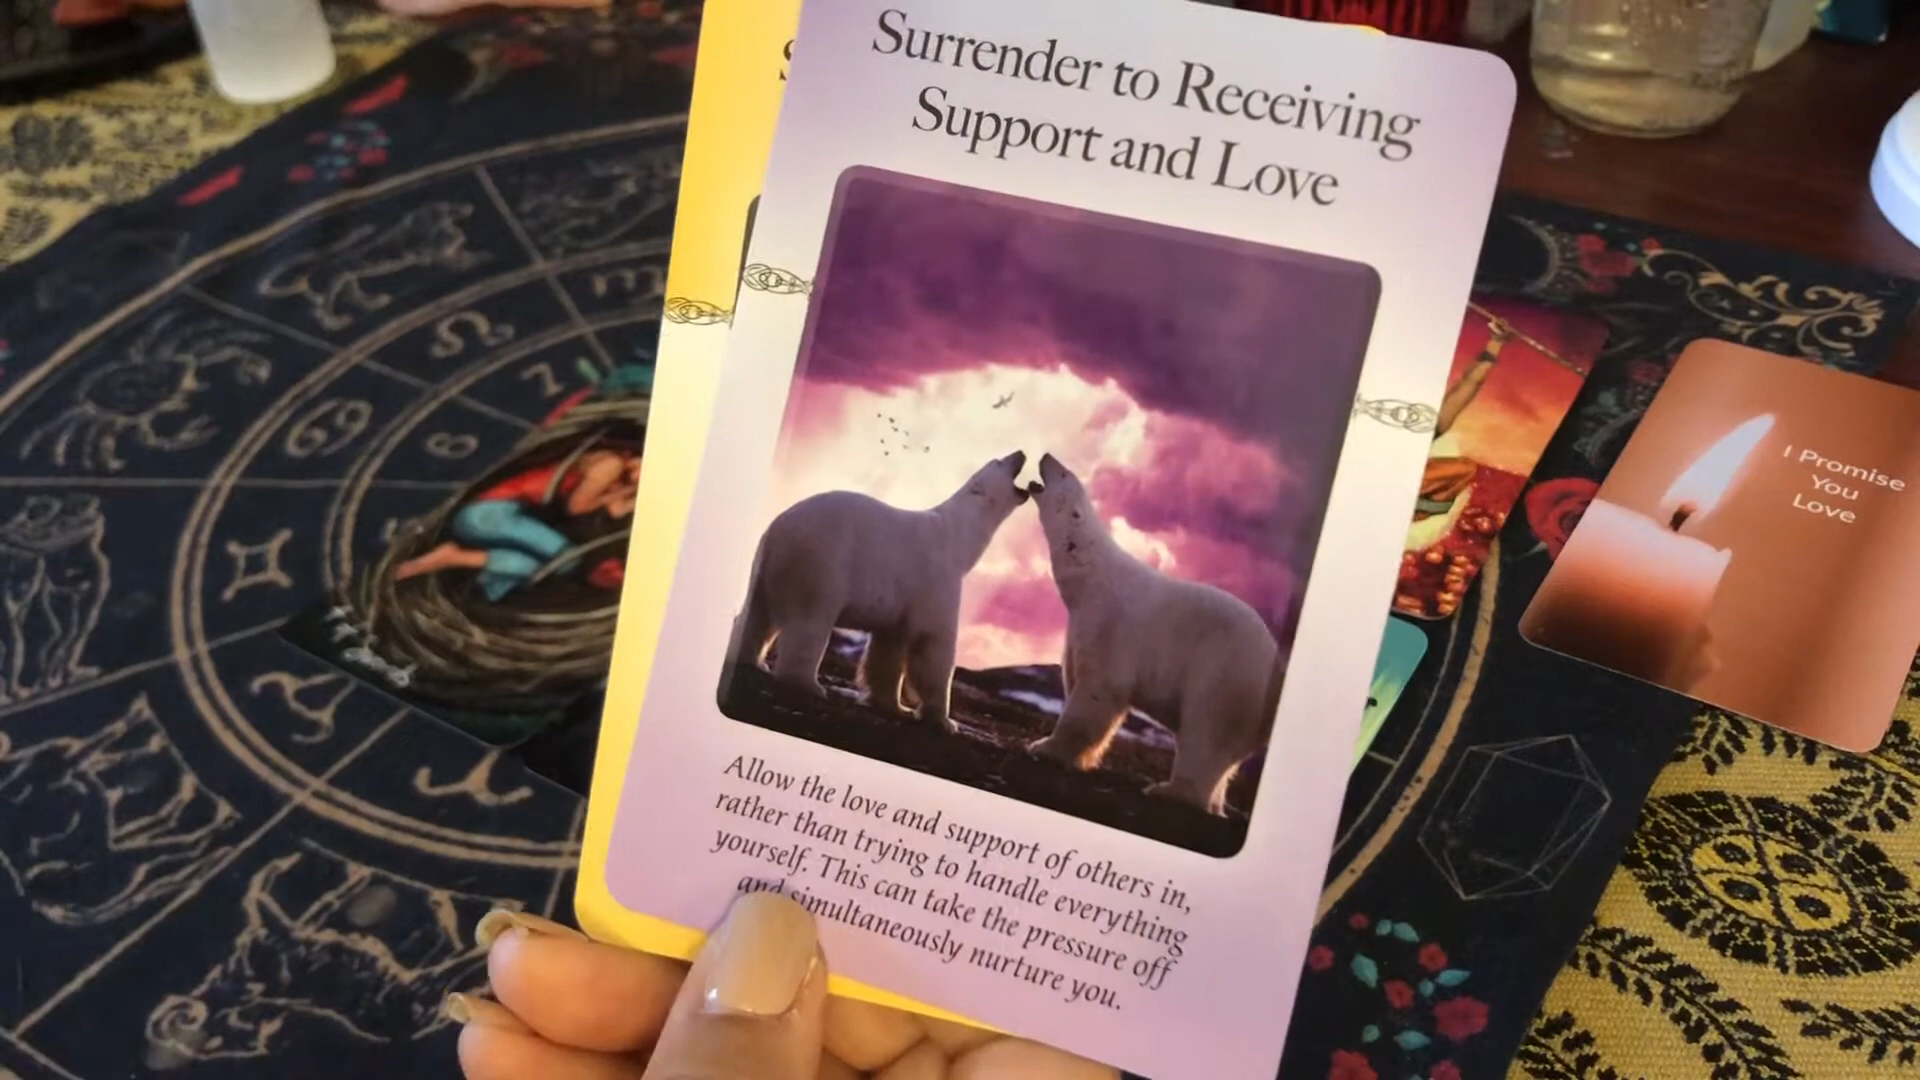 Surrender to Receiving
Support and Love
Allow the love and support of others in,
rather than trying to handle everything
yourself. This can take the pressure off
and simultaneously nurture you.
I Promise
You
Love